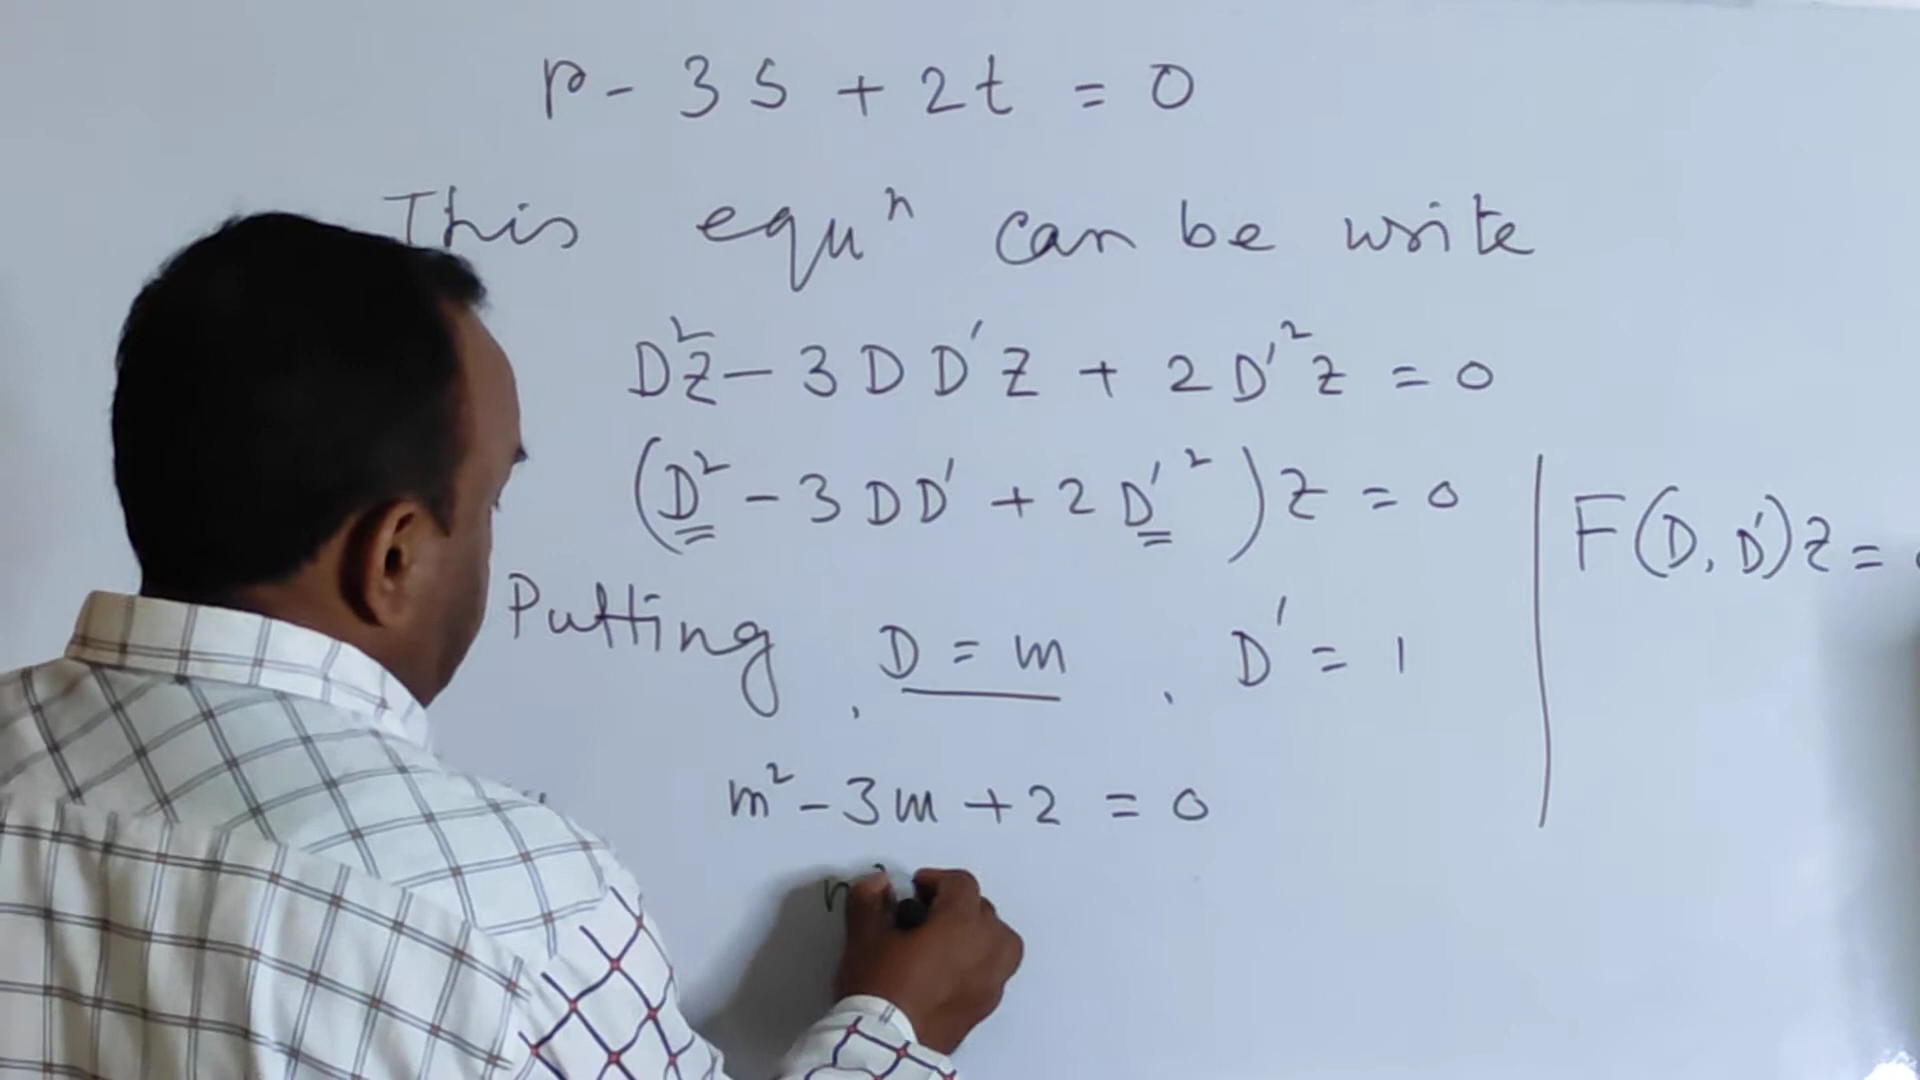 r - 3s + 2t = 0
This equⁿ can be write
D²z - 3DD'z + 2D'²z = 0
(D² - 3DD' + 2D'²)z = 0
F(D, D')z =
Putting, D = m, D' = 1
m² - 3m + 2 = 0